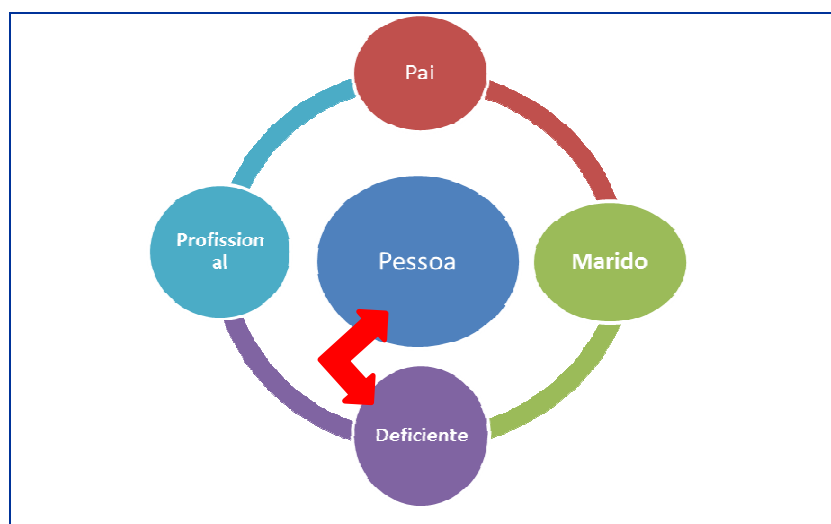 Pai
Profission
al
Pessoa
Marido
Deficiente